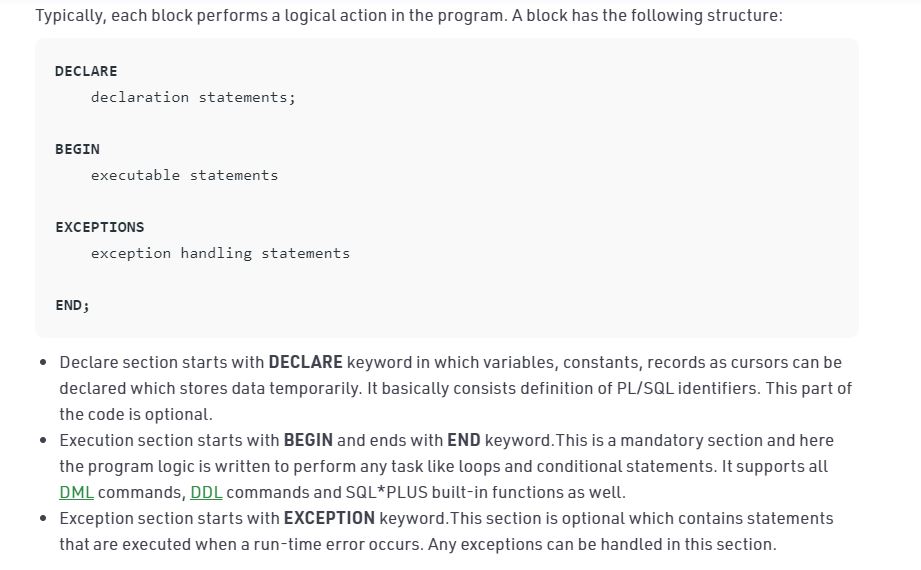 Typically, each block performs a logical action in the program. A block has the following structure:
DECLARE
declaration statements;
BEGIN
executable statements
EXCEPTIONS
exception handling statements
END;
• Declare section starts with DECLARE keyword in which variables, constants, records as cursors can be
declared which stores data temporarily. It basically consists definition of PL/SQL identifiers. This part of
the code is optional.
• Execution section starts with BEGIN and ends with END keyword.This is a mandatory section and here
the program logic is written to perform any task like loops and conditional statements. It supports all
DML commands, DDL commands and SQL*PLUS built-in functions as well.
• Exception section starts with EXCEPTION keyword.This section is optional which contains statements
that are executed when a run-time error occurs. Any exceptions can be handled in this section.